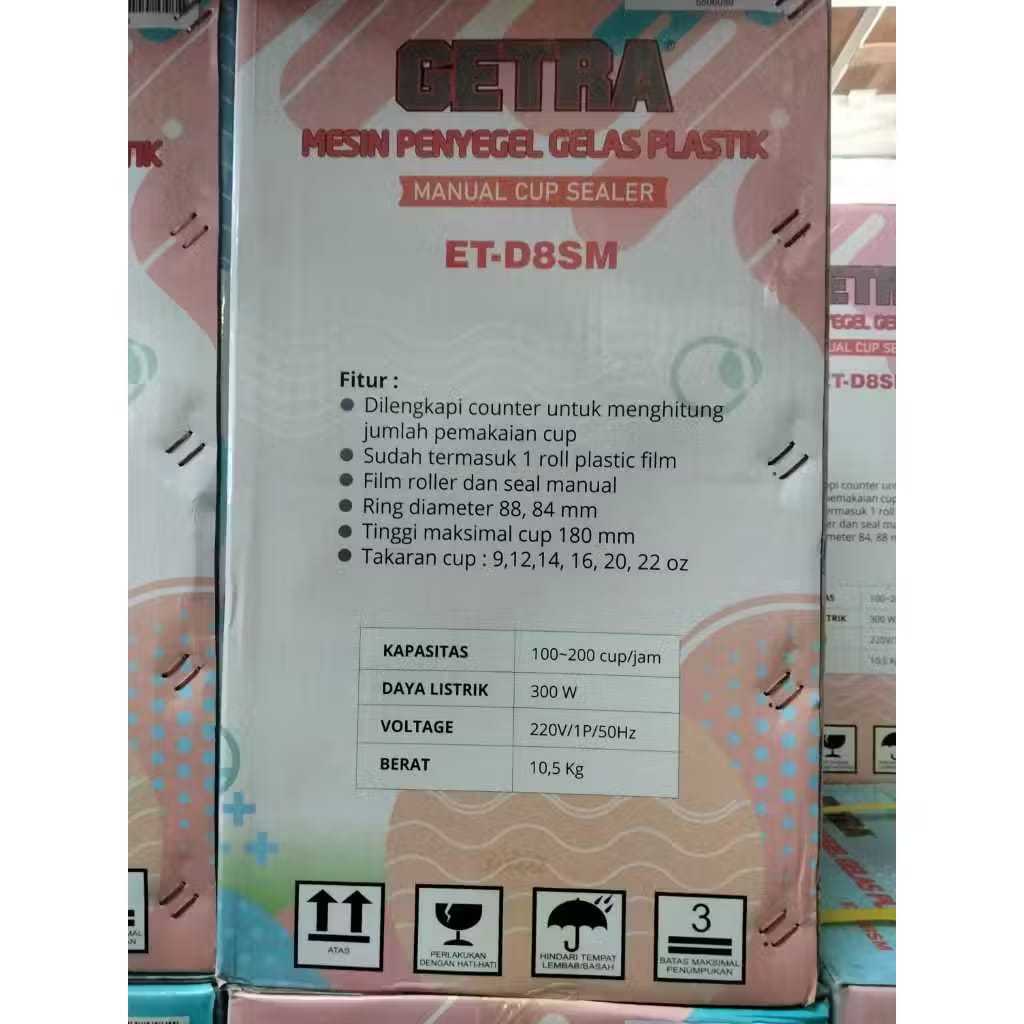 GETRA
MESIN PENYEGEL GELAS PLASTIK
MANUAL CUP SEALER
ET-D8SM
Fitur :
Dilengkapi counter untuk menghitung
jumlah pemakaian cup
Sudah termasuk 1 roll plastic film
Film roller dan seal manual
Ring diameter 88, 84 mm
Tinggi maksimal cup 180 mm
Takaran cup : 9,12,14, 16, 20, 22 oz
KAPASITAS 100~200 cup/jam
DAYA LISTRIK 300 W
VOLTAGE 220V/1P/50Hz
BERAT 10,5 Kg
ATAS
PERLAKUKAN
DENGAN HATI-HATI
HINDARI TEMPAT
LEMBAB/BASAH
3
BATAS MAKSIMAL
PENUMPUKAN